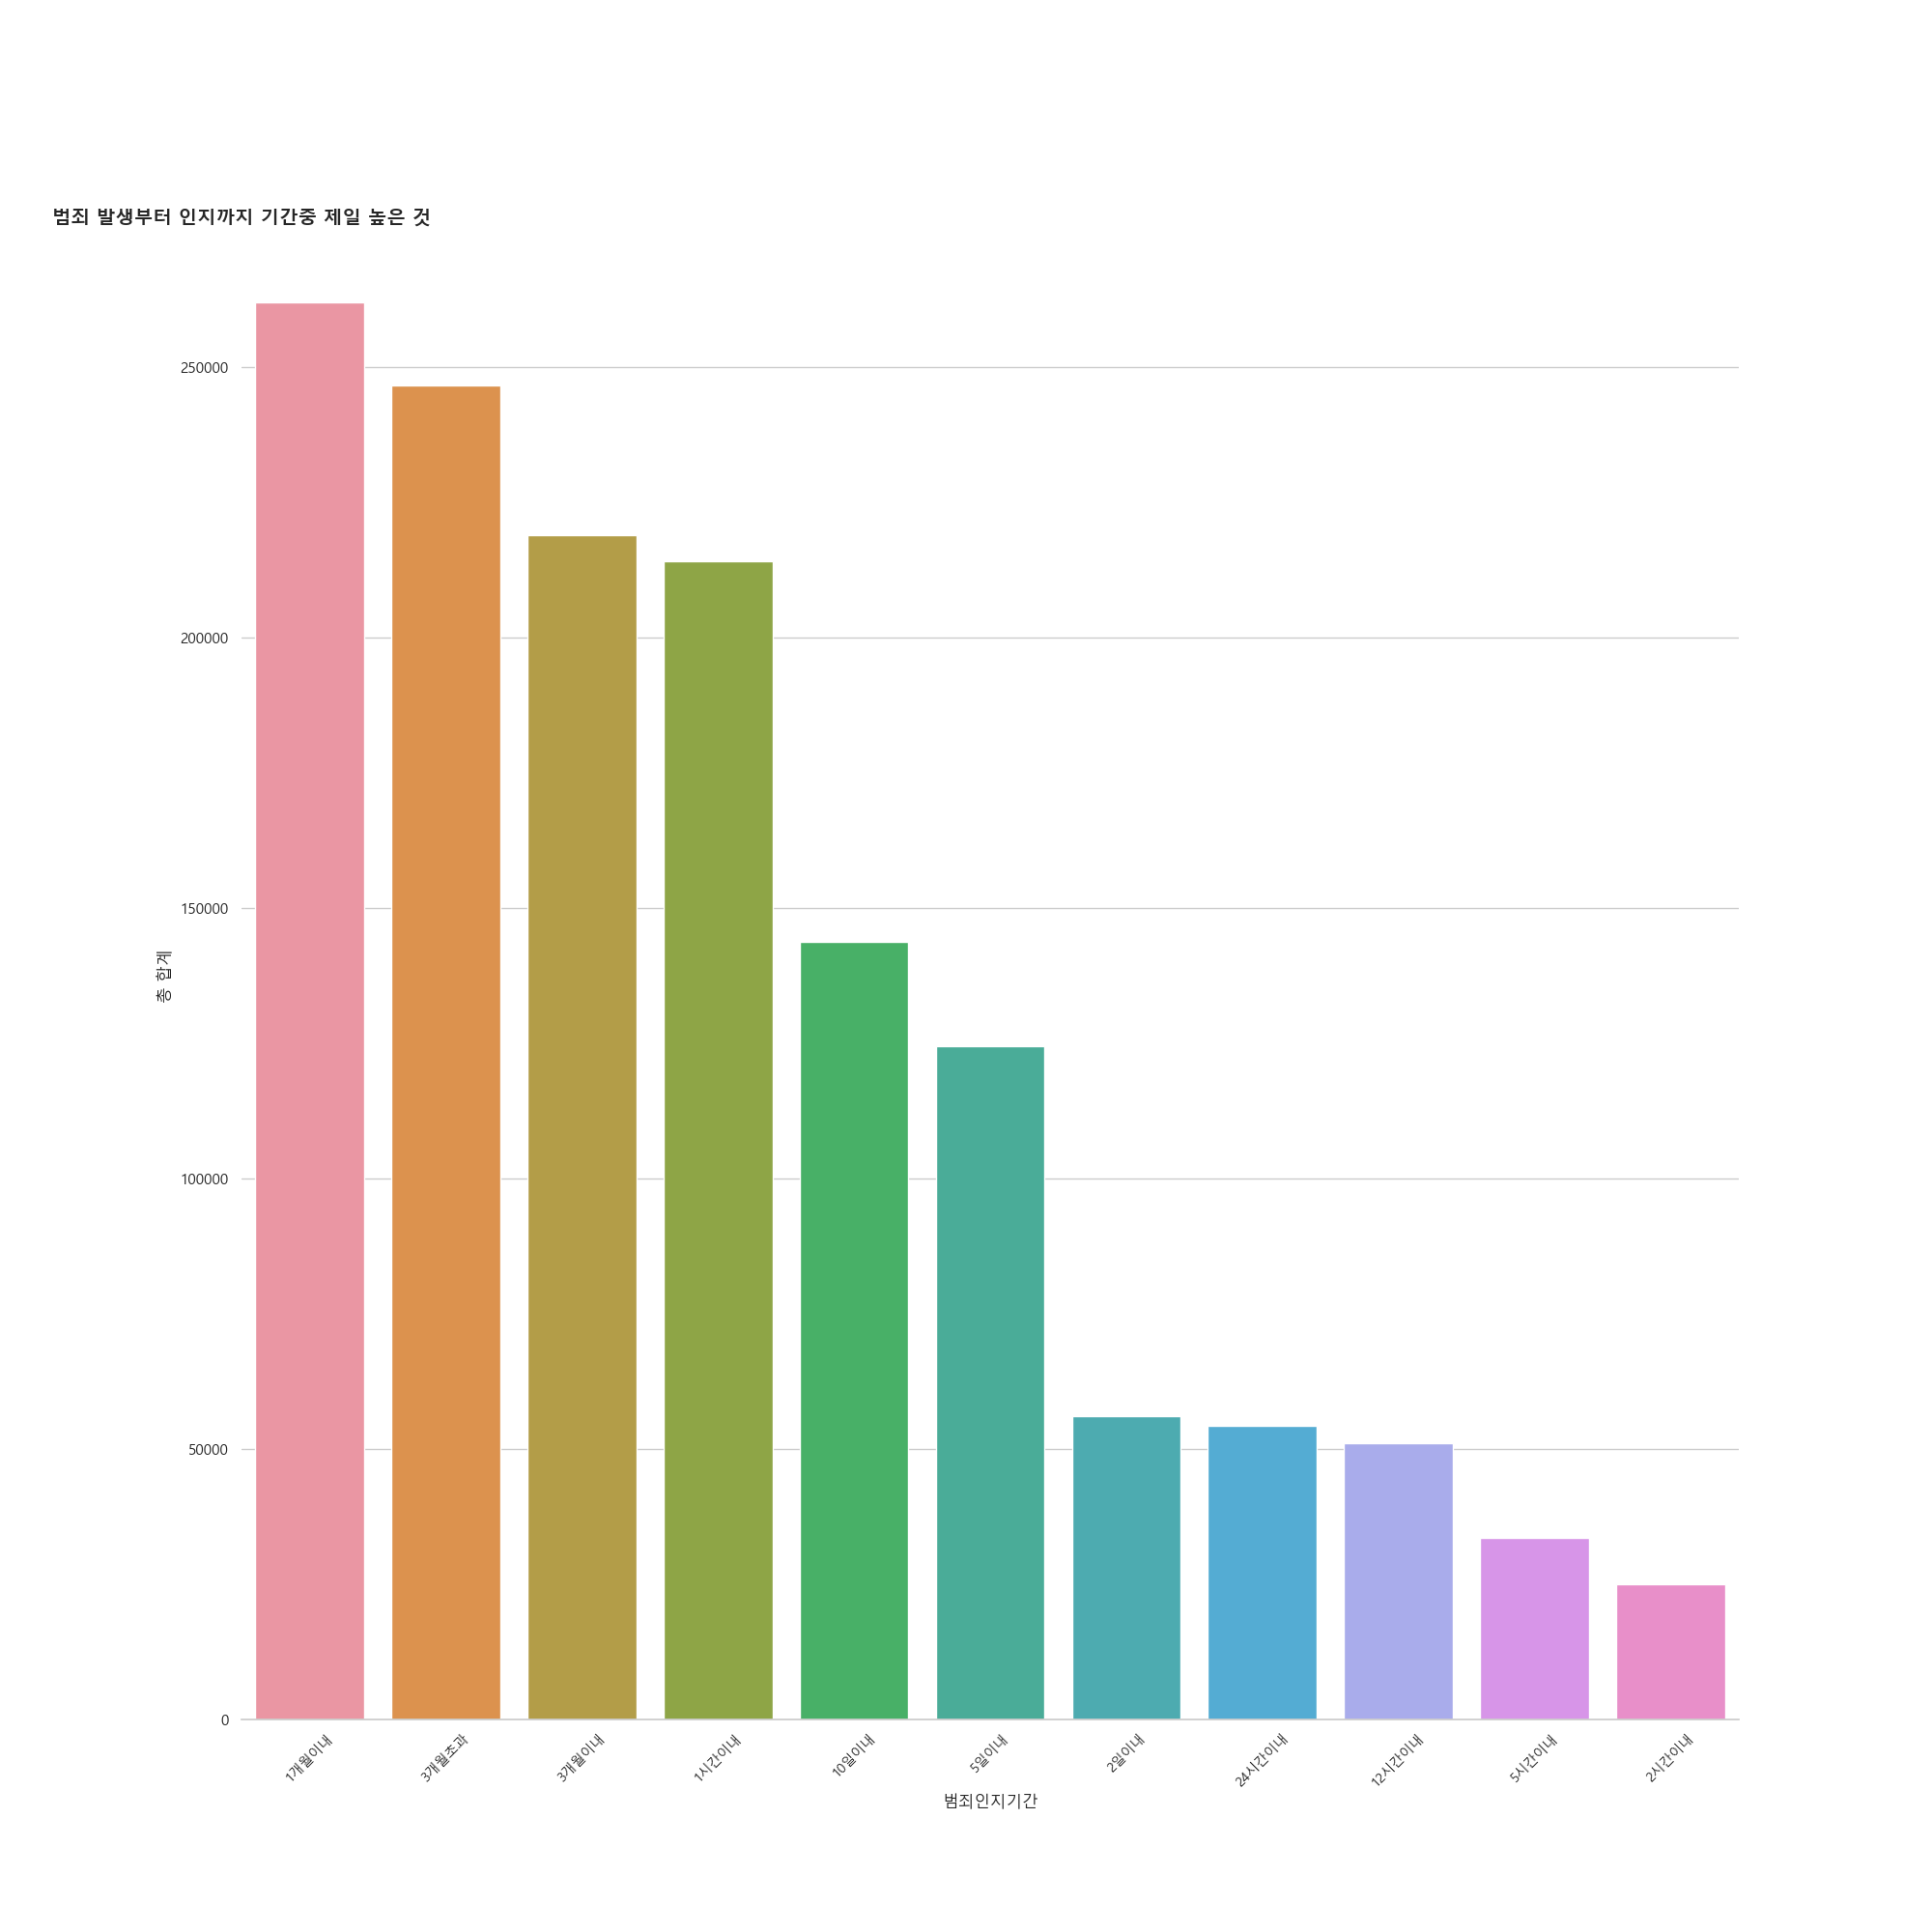 범죄 발생부터 인지까지 기간중 제일 높은 것
250000
200000
150000
100000
50000
0
총 합계
1개월이내
3개월초과
3개월이내
1시간이내
10일이내
5일이내
2일이내
24시간이내
12시간이내
5시간이내
2시간이내
범죄인지기간